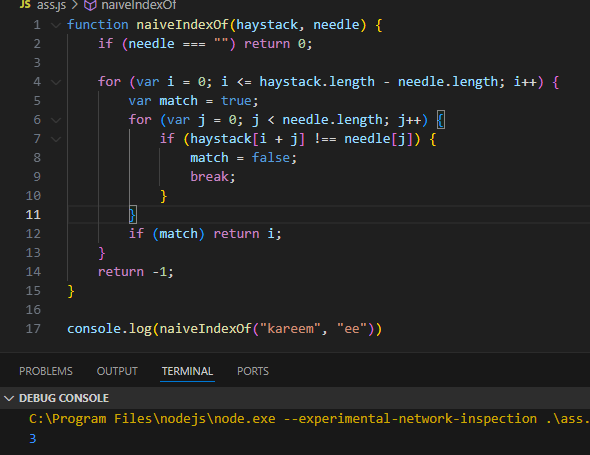 ass.js > naiveIndexOf
1 function naiveIndexOf(haystack, needle) {
2     if (needle === "") return 0;
3
4     for (var i = 0; i <= haystack.length - needle.length; i++) {
5         var match = true;
6         for (var j = 0; j < needle.length; j++) {
7             if (haystack[i + j] !== needle[j]) {
8                 match = false;
9                 break;
10             }
11         }
12         if (match) return i;
13     }
14     return -1;
15 }
16
17 console.log(naiveIndexOf("kareem", "ee"))
PROBLEMS OUTPUT TERMINAL PORTS
DEBUG CONSOLE
C:\Program Files\nodejs\node.exe --experimental-network-inspection .\ass.
3